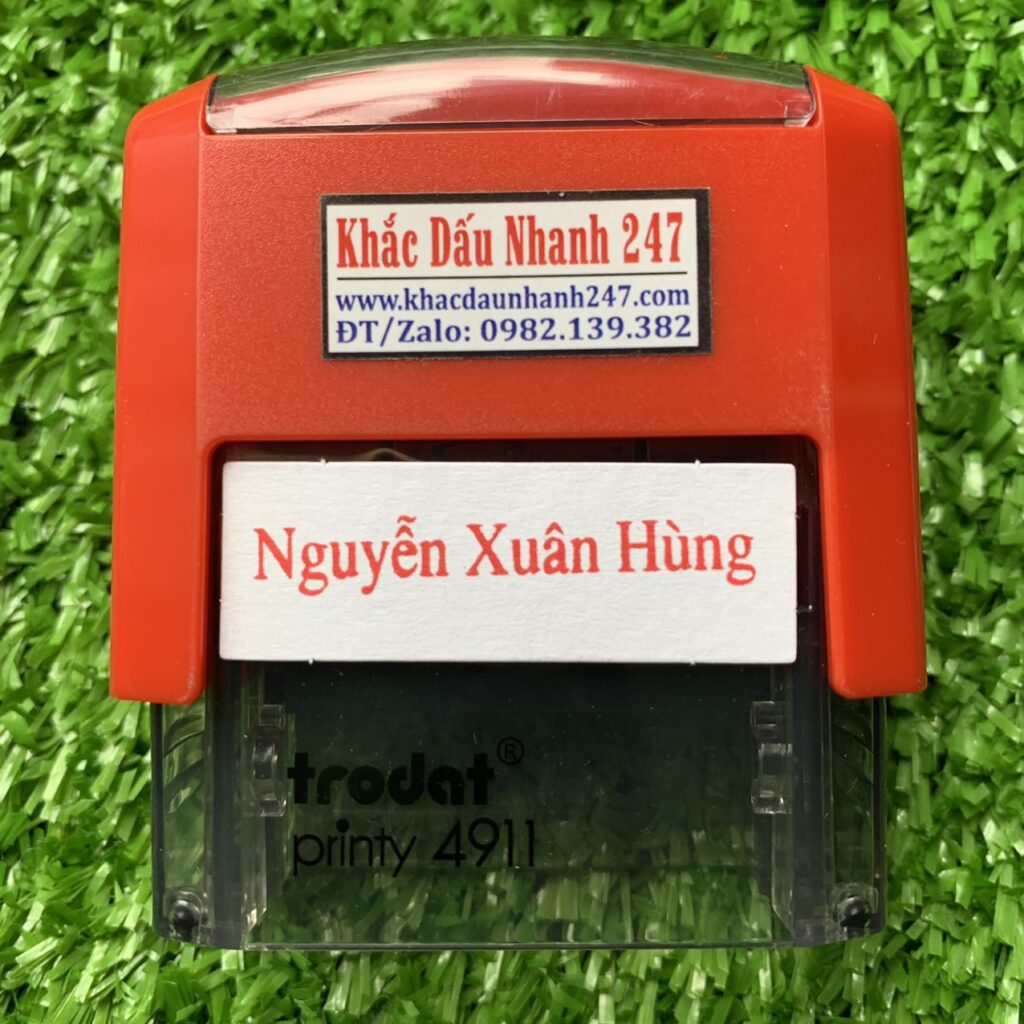 Khắc Dấu Nhanh 247
www.khacdaunhanh247.com
ĐT/Zalo: 0982.139.382
Nguyễn Xuân Hùng
trodat®
printy 4911